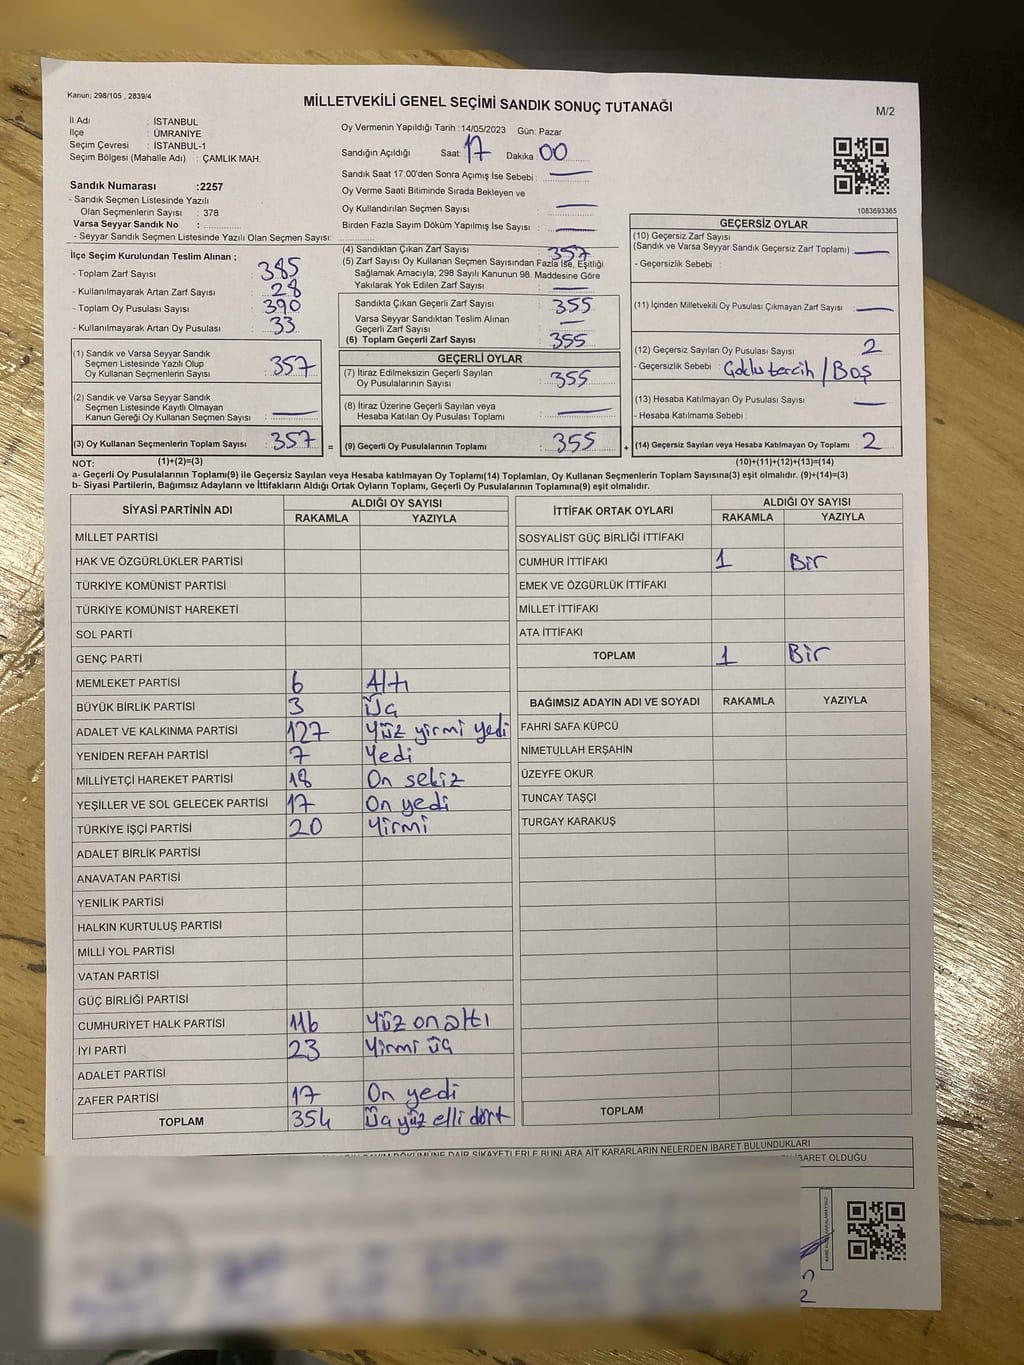 Kanun: 298/105 , 2839/4
MİLLETVEKİLİ GENEL SEÇİMİ SANDIK SONUÇ TUTANAĞI
M/2
İl Adı : İSTANBUL
İlçe : ÜMRANİYE
Seçim Çevresi : İSTANBUL-1
Seçim Bölgesi (Mahalle Adı) : ÇAMLIK MAH.
Sandık Numarası :2257
- Sandık Seçmen Listesinde Yazılı
Olan Seçmenlerin Sayısı : 378
Varsa Seyyar Sandık No :
- Seyyar Sandık Seçmen Listesinde Yazılı Olan Seçmen Sayısı:
Oy Vermenin Yapıldığı Tarih :14/05/2023 Gün: Pazar
Sandığın Açıldığı Saat: 17 Dakika : 00
Sandık Saat 17:00'den Sonra Açımış İse Sebebi : —
Oy Verme Saati Bitiminde Sırada Bekleyen ve
Oy Kullandırılan Seçmen Sayısı : —
Birden Fazla Sayım Döküm Yapılmış İse Sayısı : —
1083693365
İlçe Seçim Kurulundan Teslim Alınan ;
- Toplam Zarf Sayısı : 385
- Kullanılmayarak Artan Zarf Sayısı : 28
- Toplam Oy Pusulası Sayısı : 390
- Kullanılmayarak Artan Oy Pusulası : 33
(1) Sandık ve Varsa Seyyar Sandık
Seçmen Listesinde Yazılı Olup
Oy Kullanan Seçmenlerin Sayısı : 357
(2) Sandık ve Varsa Seyyar Sandık
Seçmen Listesinde Kayıtlı Olmayan
Kanun Gereği Oy Kullanan Seçmen Sayısı : —
(3) Oy Kullanan Seçmenlerin Toplam Sayısı : 357 =
(4) Sandıktan Çıkan Zarf Sayısı : 357
(5) Zarf Sayısı Oy Kullanan Seçmen Sayısından Fazla İse, Eşitliği
Sağlamak Amacıyla, 298 Sayılı Kanunun 98. Maddesine Göre
Yakılarak Yok Edilen Zarf Sayısı : —
Sandıkta Çıkan Geçerli Zarf Sayısı : 355
Varsa Seyyar Sandıktan Teslim Alınan
Geçerli Zarf Sayısı : —
(6) Toplam Geçerli Zarf Sayısı : 355
GEÇERLİ OYLAR
(7) İtiraz Edilmeksizin Geçerli Sayılan
Oy Pusulalarının Sayısı : 355
(8) İtiraz Üzerine Geçerli Sayılan veya
Hesaba Katılan Oy Pusulası Toplamı : —
(9) Geçerli Oy Pusulalarının Toplamı : 355 +
GEÇERSİZ OYLAR
(10) Geçersiz Zarf Sayısı
(Sandık ve Varsa Seyyar Sandık Geçersiz Zarf Toplamı) : —
- Geçersizlik Sebebi :
(11) İçinden Milletvekili Oy Pusulası Çıkmayan Zarf Sayısı : —
(12) Geçersiz Sayılan Oy Pusulası Sayısı : 2
- Geçersizlik Sebebi : Çoklu tercih / Boş
(13) Hesaba Katılmayan Oy Sayısı : —
- Hesaba Katılmama Sebebi :
(14) Geçersiz Sayılan veya Hesaba Katılmayan Oy Toplamı : 2
NOT: (1)+(2)=(3)
(10)+(11)+(12)+(13)=(14)
a- Geçerli Oy Pusulalarının Toplamı(9) ile Geçersiz Sayılan veya Hesaba katılmayan Oy Toplamı(14) Toplamları, Oy Kullanan Seçmenlerin Toplam Sayısına(3) eşit olmalıdır. (9)+(14)=(3)
b- Siyasi Partilerin, Bağımsız Adayların ve İttifakların Aldığı Ortak Oyların Toplamı, Geçerli Oy Pusulalarının Toplamına(9) eşit olmalıdır.
SİYASİ PARTİNİN ADI ALDIĞI OY SAYISI
RAKAMLA YAZIYLA
MİLLET PARTİSİ
HAK VE ÖZGÜRLÜKLER PARTİSİ
TÜRKİYE KOMÜNİST PARTİSİ
TÜRKİYE KOMÜNİST HAREKETİ
SOL PARTİ
GENÇ PARTİ
MEMLEKET PARTİSİ 6 Altı
BÜYÜK BİRLİK PARTİSİ 3 Üç
ADALET VE KALKINMA PARTİSİ 127 Yüz yirmi yedi
YENİDEN REFAH PARTİSİ 7 Yedi
MİLLİYETÇİ HAREKET PARTİSİ 18 On sekiz
YEŞİLLER VE SOL GELECEK PARTİSİ 17 On yedi
TÜRKİYE İŞÇİ PARTİSİ 20 Yirmi
ADALET BİRLİK PARTİSİ
ANAVATAN PARTİSİ
YENİLİK PARTİSİ
HALKIN KURTULUŞ PARTİSİ
MİLLİ YOL PARTİSİ
VATAN PARTİSİ
GÜÇ BİRLİĞİ PARTİSİ
CUMHURİYET HALK PARTİSİ 116 Yüz on altı
İYİ PARTİ 23 Yirmi üç
ADALET PARTİSİ
ZAFER PARTİSİ 17 On yedi
TOPLAM 354 Üç yüz elli dört
İTTİFAK ORTAK OYLARI ALDIĞI OY SAYISI
RAKAMLA YAZIYLA
SOSYALİST GÜÇ BİRLİĞİ İTTİFAKI
CUMHUR İTTİFAKI 1 Bir
EMEK VE ÖZGÜRLÜK İTTİFAKI
MİLLET İTTİFAKI
ATA İTTİFAKI
TOPLAM 1 Bir
BAĞIMSIZ ADAYIN ADI VE SOYADI RAKAMLA YAZIYLA
FAHRİ SAFA KÜPCÜ
NİMETULLAH ERŞAHİN
ÜZEYFE OKUR
TUNCAY TAŞÇI
TURGAY KARAKUŞ
TOPLAM
DÖKÜMÜNE DAİR ŞİKAYETLERLE BUNLARA AİT KARARLARIN NELERDEN İBARET BULUNDUKLARI
İBARET OLDUĞU